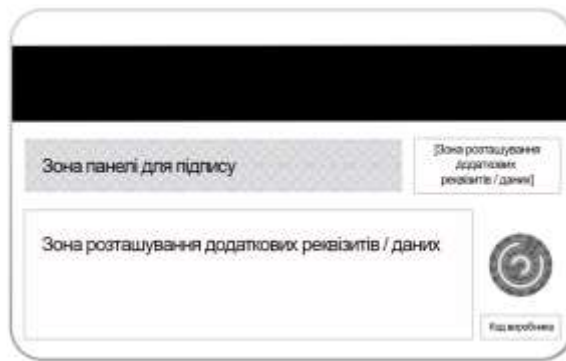 Зона панелі для підпису
[Зона розташування
додаткових
реквізитів / даних]
Зона розташування додаткових реквізитів / даних
Код виробника